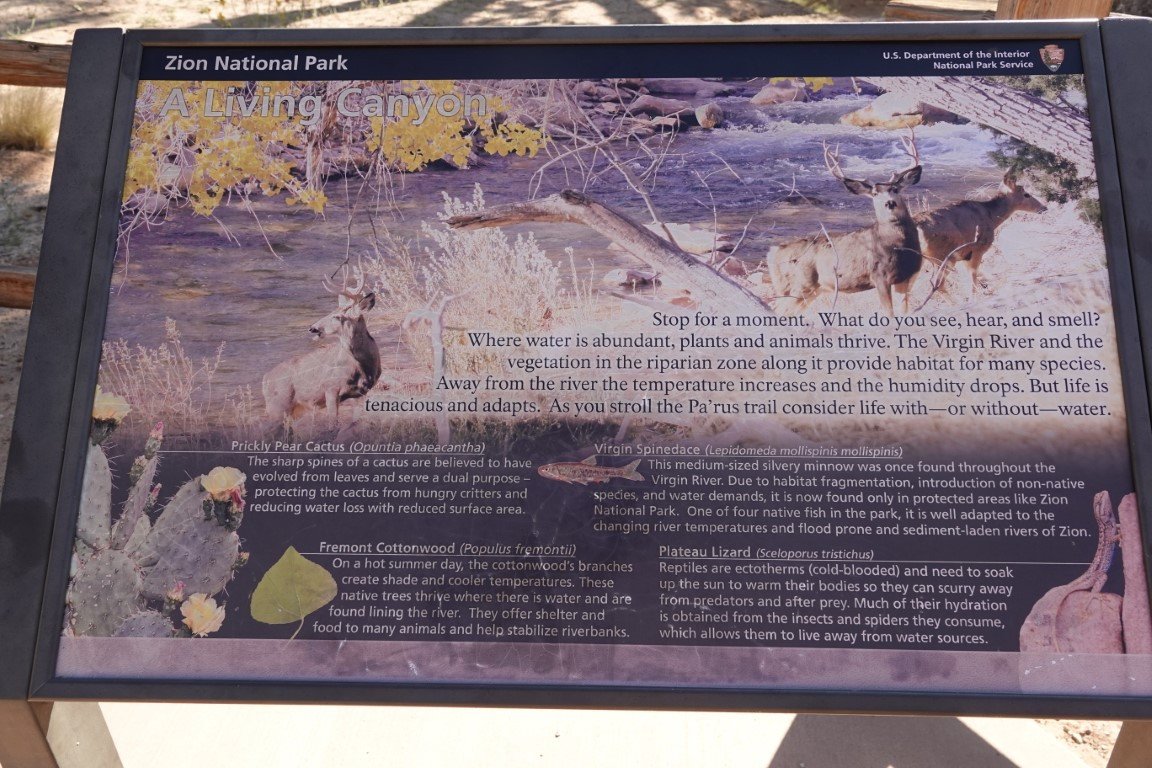 Zion National Park
U.S. Department of the Interior
National Park Service
A Living Canyon
Stop for a moment. What do you see, hear, and smell?
Where water is abundant, plants and animals thrive. The Virgin River and the
vegetation in the riparian zone along it provide habitat for many species.
Away from the river the temperature increases and the humidity drops. But life is
tenacious and adapts. As you stroll the Pa'rus trail consider life with—or without—water.
Prickly Pear Cactus (Opuntia phaeacantha)
The sharp spines of a cactus are believed to have
evolved from leaves and serve a dual purpose –
protecting the cactus from hungry critters and
reducing water loss with reduced surface area.
Virgin Spinedace (Lepidomeda mollispinis mollispinis)
This medium-sized silvery minnow was once found throughout the
Virgin River. Due to habitat fragmentation, introduction of non-native
species, and water demands, it is now found only in protected areas like Zion
National Park. One of four native fish in the park, it is well adapted to the
changing river temperatures and flood prone and sediment-laden rivers of Zion.
Fremont Cottonwood (Populus fremontii)
On a hot summer day, the cottonwood's branches
create shade and cooler temperatures. These
native trees thrive where there is water and are
found lining the river. They offer shelter and
food to many animals and help stabilize riverbanks.
Plateau Lizard (Sceloporus tristichus)
Reptiles are ectotherms (cold-blooded) and need to soak
up the sun to warm their bodies so they can scurry away
from predators and after prey. Much of their hydration
is obtained from the insects and spiders they consume,
which allows them to live away from water sources.